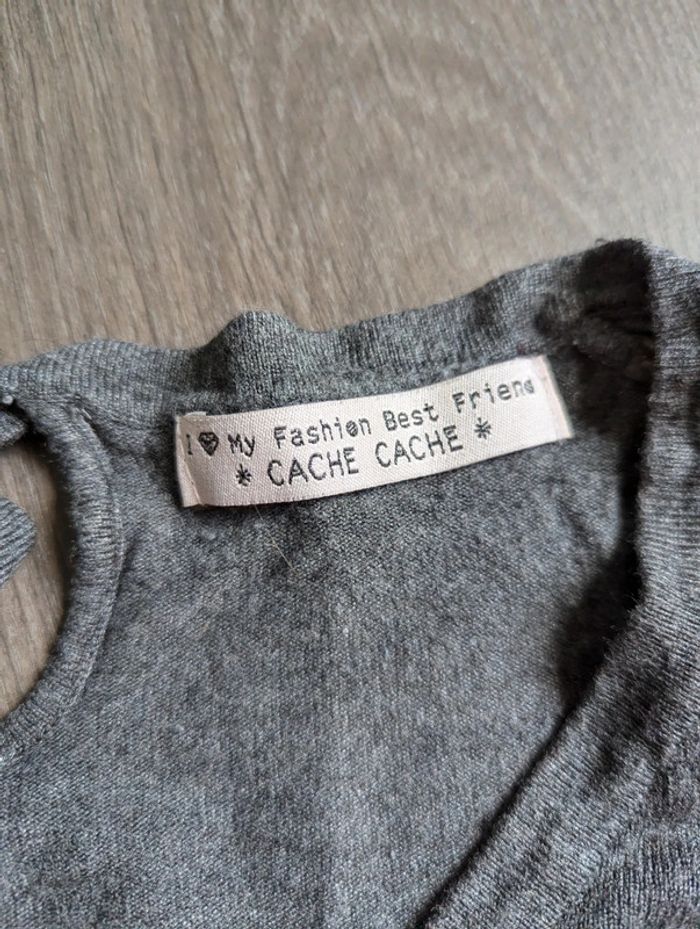 I ♥ My Fashion Best Friend
* CACHE CACHE *